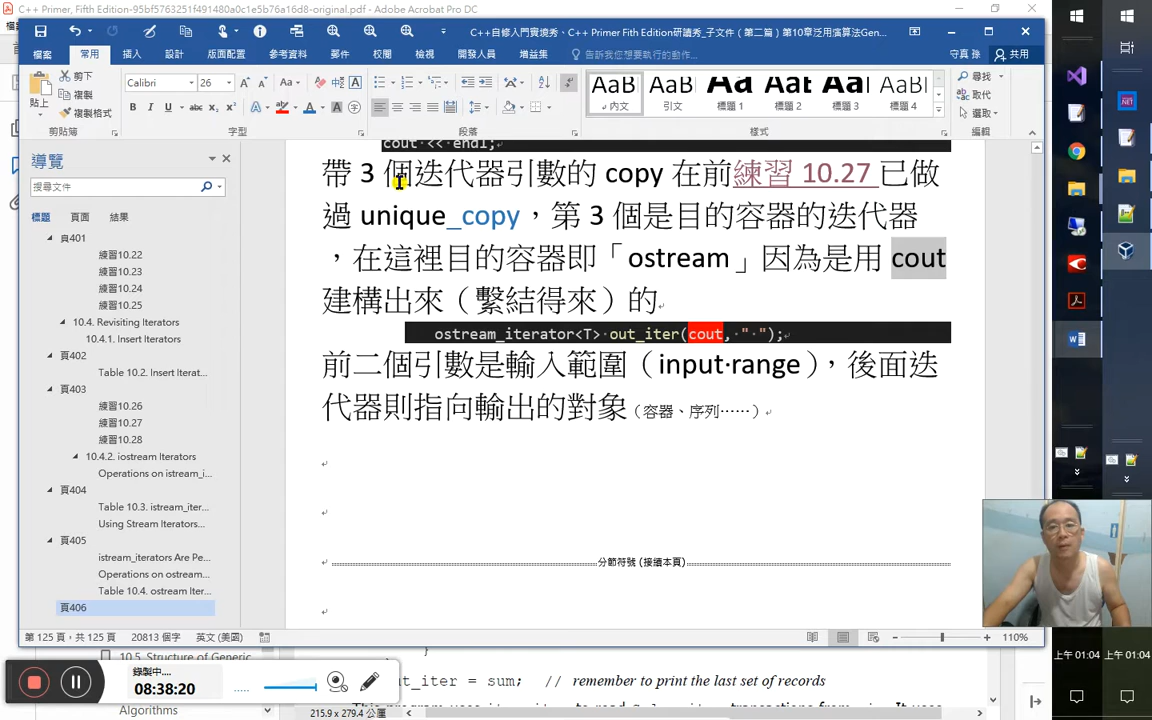 C++ Primer, Fifth Edition-95bf5763251f491480a0c1e5b76a16d8-original.pdf - Adobe Acrobat Pro DC
C++自修入門實境秀、C++ Primer Fith Edition研讀秀_子文件（第二篇）第10章泛用演算法Gen...
檔案 常用 插入 設計 版面配置 參考資料 郵件 校閱 檢視 開發人員 增益集 告訴我您想要執行的動作... 守真 孫 共用
貼上 剪下 複製 複製格式
Calibri 26
AaB AaB AaB Aat AaI AaBl
內文 引文 標題 1 標題 2 標題 3 標題 4
尋找 取代 選取
剪貼簿 字型 段落 樣式 編輯
導覽
搜尋文件
標題 頁面 結果
頁401
練習10.22
練習10.23
練習10.24
練習10.25
10.4. Revisiting Iterators
10.4.1. Insert Iterators
頁402
Table 10.2. Insert Iterat...
頁403
練習10.26
練習10.27
練習10.28
10.4.2. iostream Iterators
Operations on istream_i...
頁404
Table 10.3. istream_iter...
Using Stream Iterators...
頁405
istream_iterators Are Pe...
Operations on ostream...
Table 10.4. ostream Iter...
頁406
cout << endl;
帶 3 個迭代器引數的 copy 在前練習 10.27 已做
過 unique_copy，第 3 個是目的容器的迭代器
，在這裡目的容器即「ostream」因為是用 cout
建構出來（繫結得來）的
ostream_iterator<T> out_iter(cout, " ");
前二個引數是輸入範圍（input range），後面迭
代器則指向輸出的對象（容器、序列……）
分節符號 (接續本頁)
第 125 頁，共 125 頁 20813 個字 英文 (美國) 110%
錄製中...
08:38:20
10.5. Structure of Generic
Algorithms
}
t_iter = sum; // remember to print the last set of records
215.9 x 279.4 公釐
上午 01:04 上午 01:04